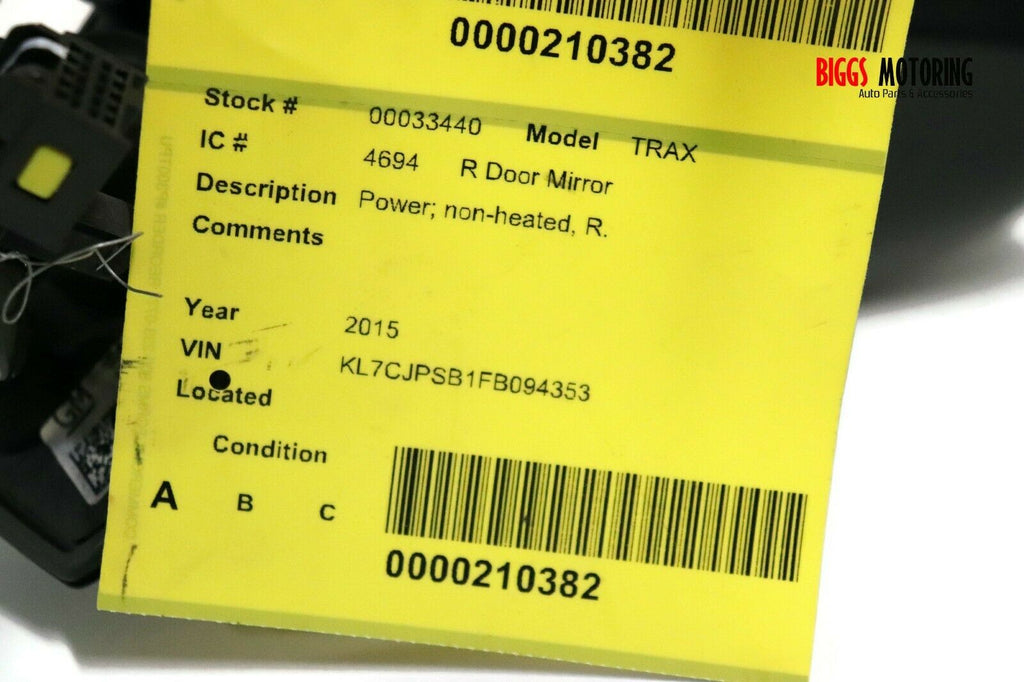 0000210382
BIGGS MOTORING
Auto Parts & Accessories
Stock # 00033440 Model TRAX
IC # 4694 R Door Mirror
Description Power; non-heated, R.
Comments
Year 2015
VIN KL7CJPSB1FB094353
Located
Condition
A B C
0000210382
GM